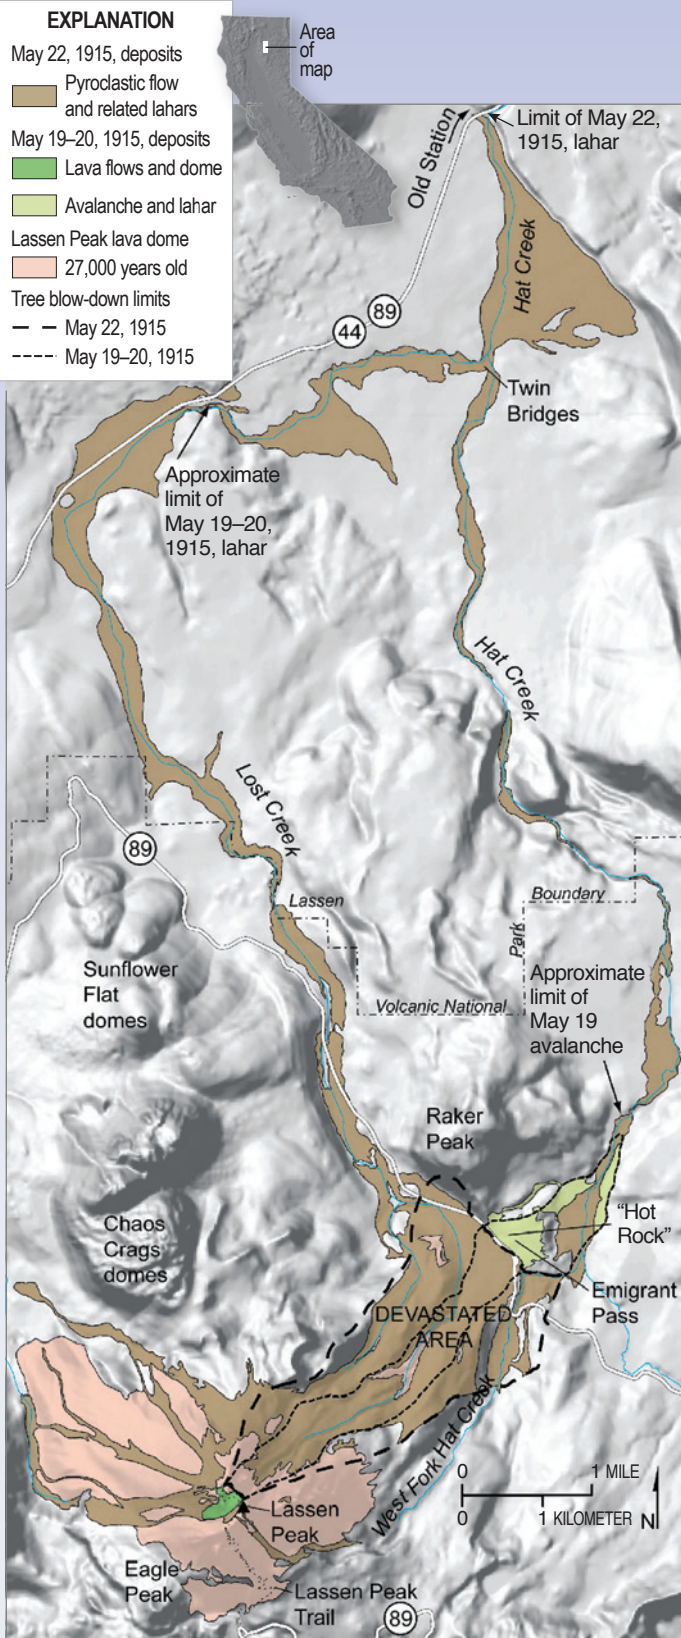 EXPLANATION
May 22, 1915, deposits
Pyroclastic flow
and related lahars
May 19–20, 1915, deposits
Lava flows and dome
Avalanche and lahar
Lassen Peak lava dome
27,000 years old
Tree blow-down limits
May 22, 1915
May 19–20, 1915
Area
of
map
Old Station
Limit of May 22,
1915, lahar
Hat Creek
89
44
Twin
Bridges
Approximate
limit of
May 19–20,
1915, lahar
Hat Creek
Lost Creek
89
Lassen
Boundary
Park
Volcanic National
Sunflower
Flat
domes
Approximate
limit of
May 19
avalanche
Raker
Peak
Chaos
Crags
domes
"Hot
Rock"
Emigrant
Pass
DEVASTATED
AREA
West Fork Hat Creek
0 1 MILE
0 1 KILOMETER
N
Lassen
Peak
Eagle
Peak
Lassen Peak
Trail
89